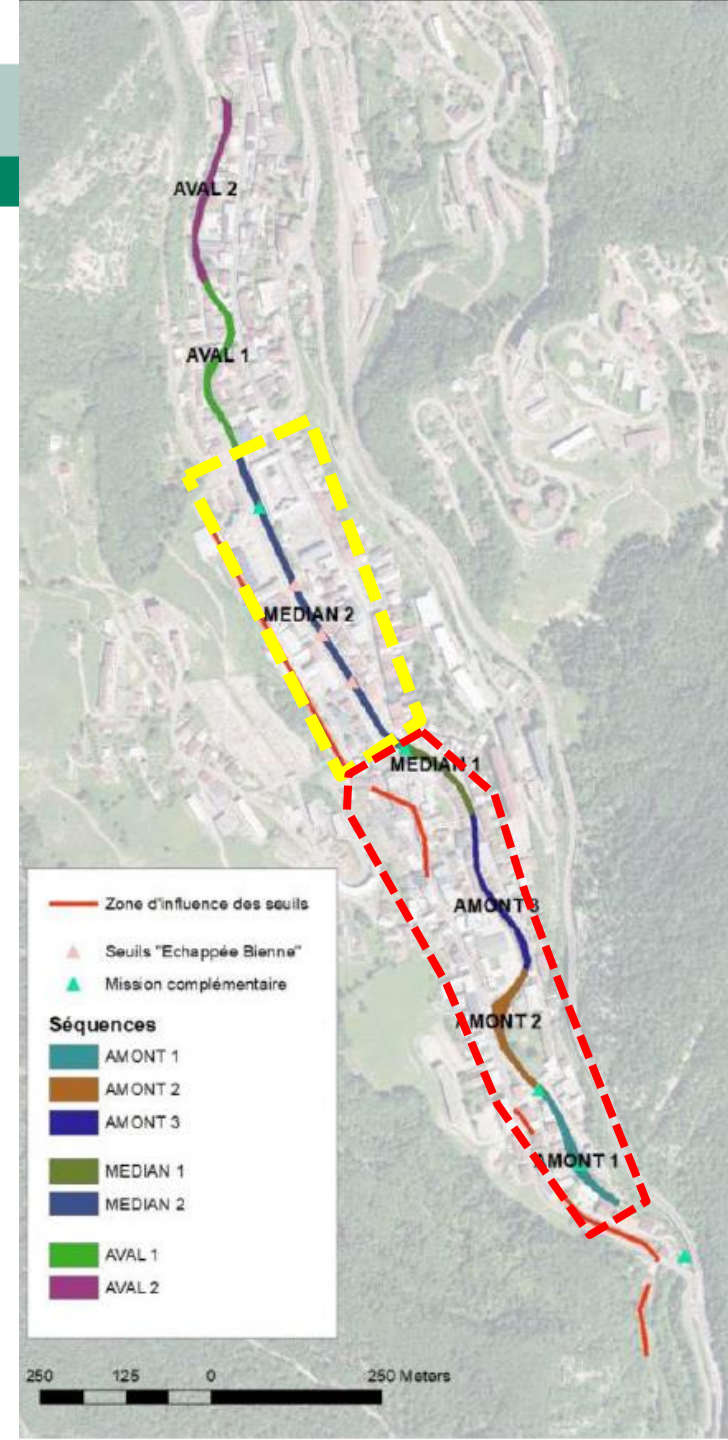 AVAL 2
AVAL 1
MEDIAN 2
MEDIAN 1
AMONT 3
AMONT 2
AMONT 1
Zone d'influence des seuils
Seuils "Echappée Bienne"
Mission complémentaire
Séquences
AMONT 1
AMONT 2
AMONT 3
MEDIAN 1
MEDIAN 2
AVAL 1
AVAL 2
250 125 0 250 Meters